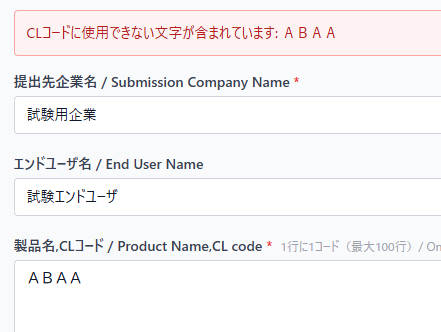 CLコードに使用できない文字が含まれています: ＡＢＡＡ
提出先企業名 / Submission Company Name *
試験用企業
エンドユーザ名 / End User Name
試験エンドユーザ
製品名,CLコード / Product Name,CL code * 1行に1コード（最大100行）/ On
ＡＢＡＡ